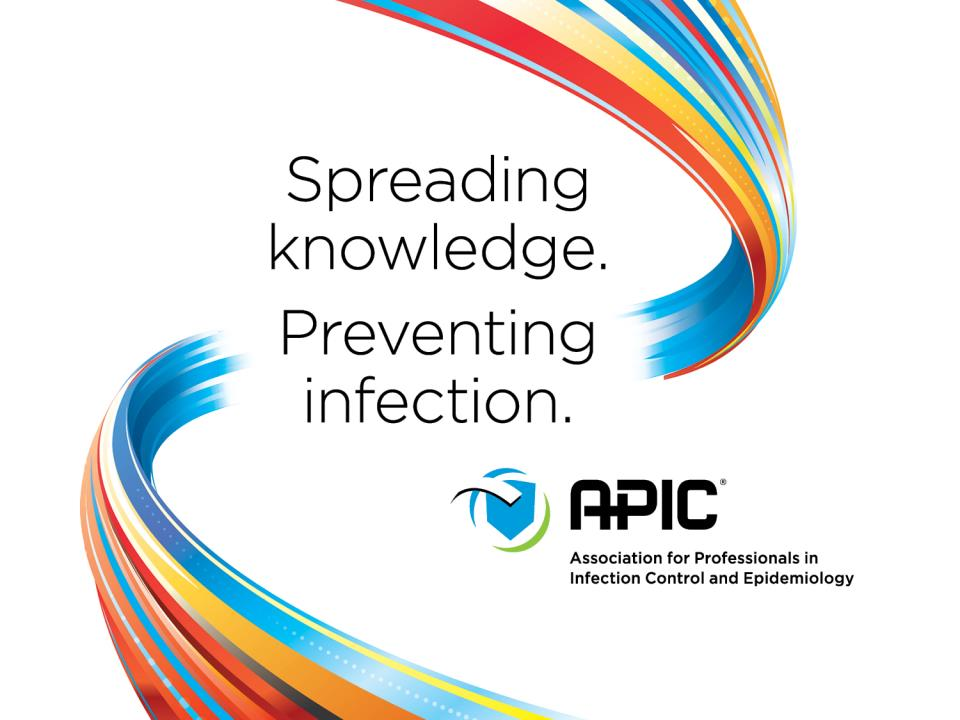 Spreading
knowledge.
Preventing
infection.
APIC®
Association for Professionals in
Infection Control and Epidemiology